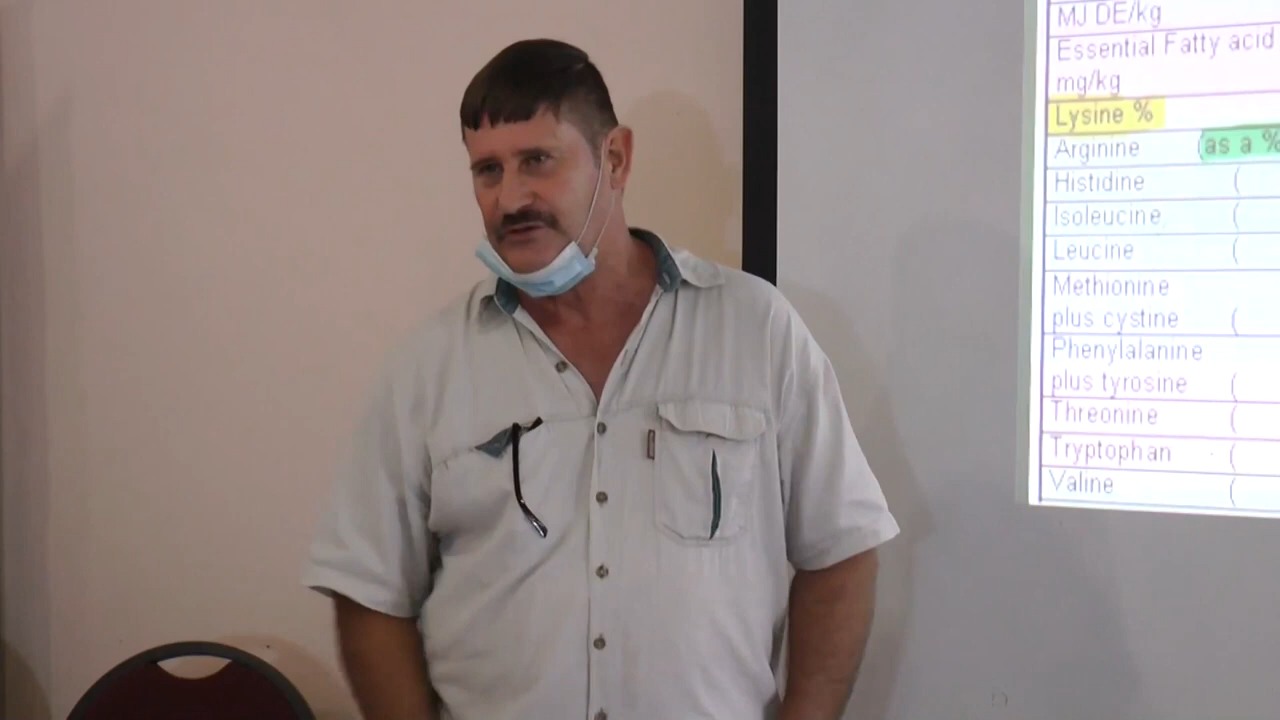 MJ DE/kg
Essential Fatty acid
mg/kg
Lysine %
Arginine (as a %
Histidine (
Isoleucine (
Leucine (
Methionine
plus cystine (
Phenylalanine
plus tyrosine (
Threonine (
Tryptophan (
Valine (